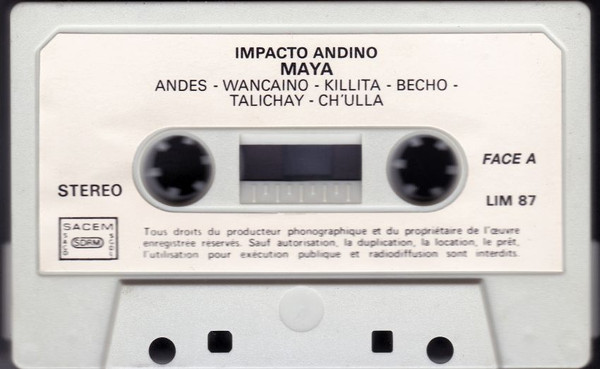 IMPACTO ANDINO
MAYA
ANDES - WANCAINO - KILLITA - BECHO -
TALICHAY - CH'ULLA
FACE A
STEREO
LIM 87
SACEM
SACD SDRM SGDL
Tous droits du producteur phonographique et du propriétaire de l'œuvre
enregistrée réservés. Sauf autorisation, la duplication, la location, le prêt,
l'utilisation pour exécution publique et radiodiffusion sont interdits.